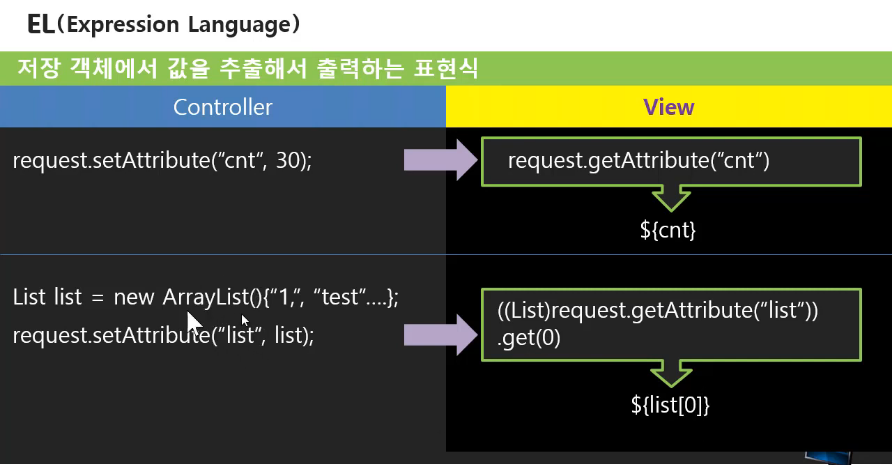 EL(Expression Language)
저장 객체에서 값을 추출해서 출력하는 표현식
Controller
View
request.setAttribute("cnt", 30);
request.getAttribute("cnt")
${cnt}
List list = new ArrayList(){"1,", "test"....};
request.setAttribute("list", list);
((List)request.getAttribute("list"))
.get(0)
${list[0]}